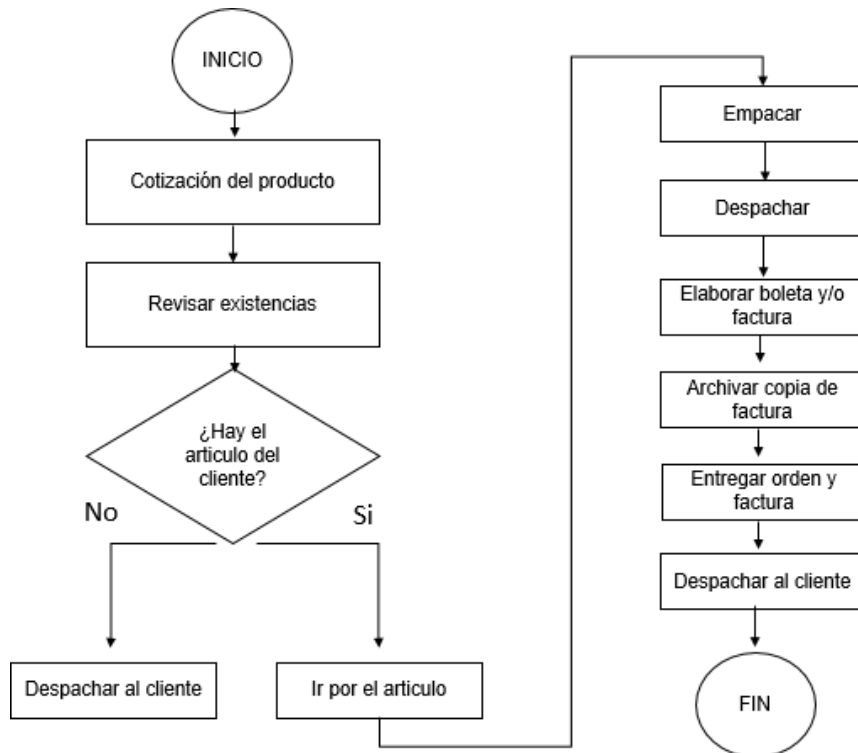 INICIO
Cotización del producto
Revisar existencias
¿Hay el
articulo del
cliente?
No
Si
Despachar al cliente
Ir por el articulo
Empacar
Despachar
Elaborar boleta y/o
factura
Archivar copia de
factura
Entregar orden y
factura
Despachar al cliente
FIN